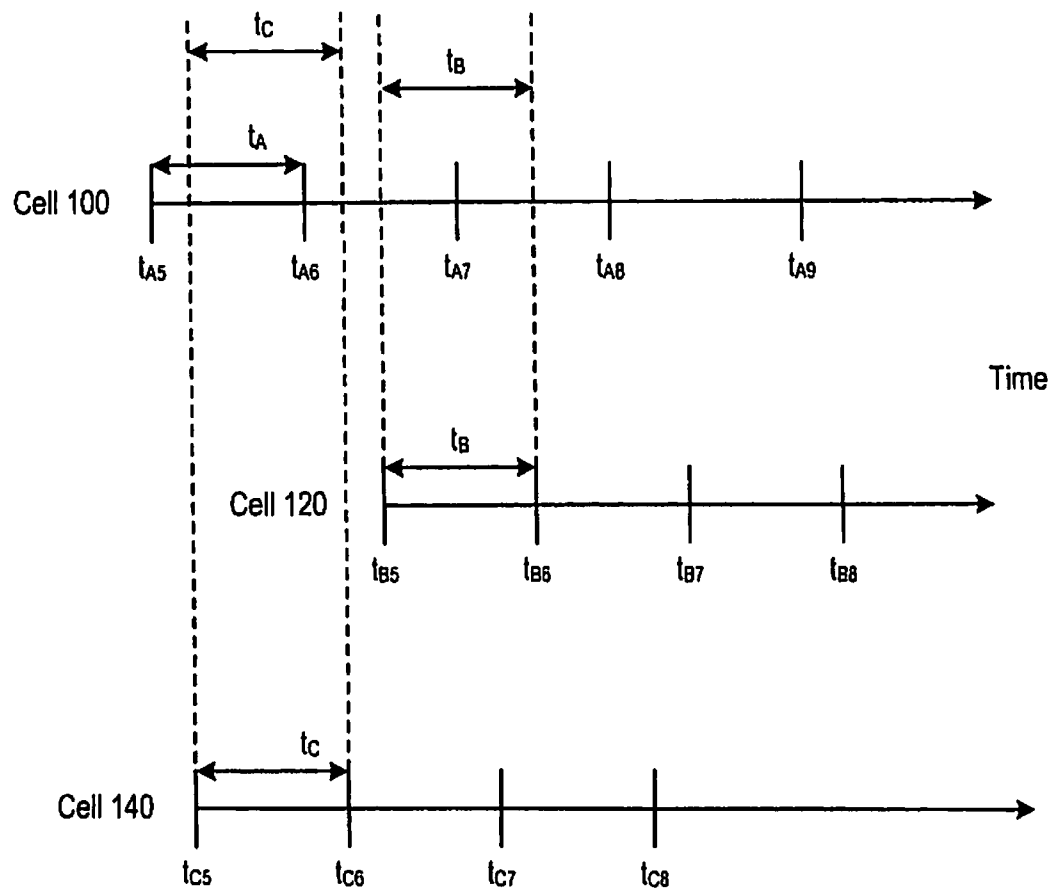 tC
tB
tA
Cell 100
tA5 tA6 tA7 tA8 tA9
Time
tB
Cell 120
tB5 tB6 tB7 tB8
tC
Cell 140
tC5 tC6 tC7 tC8